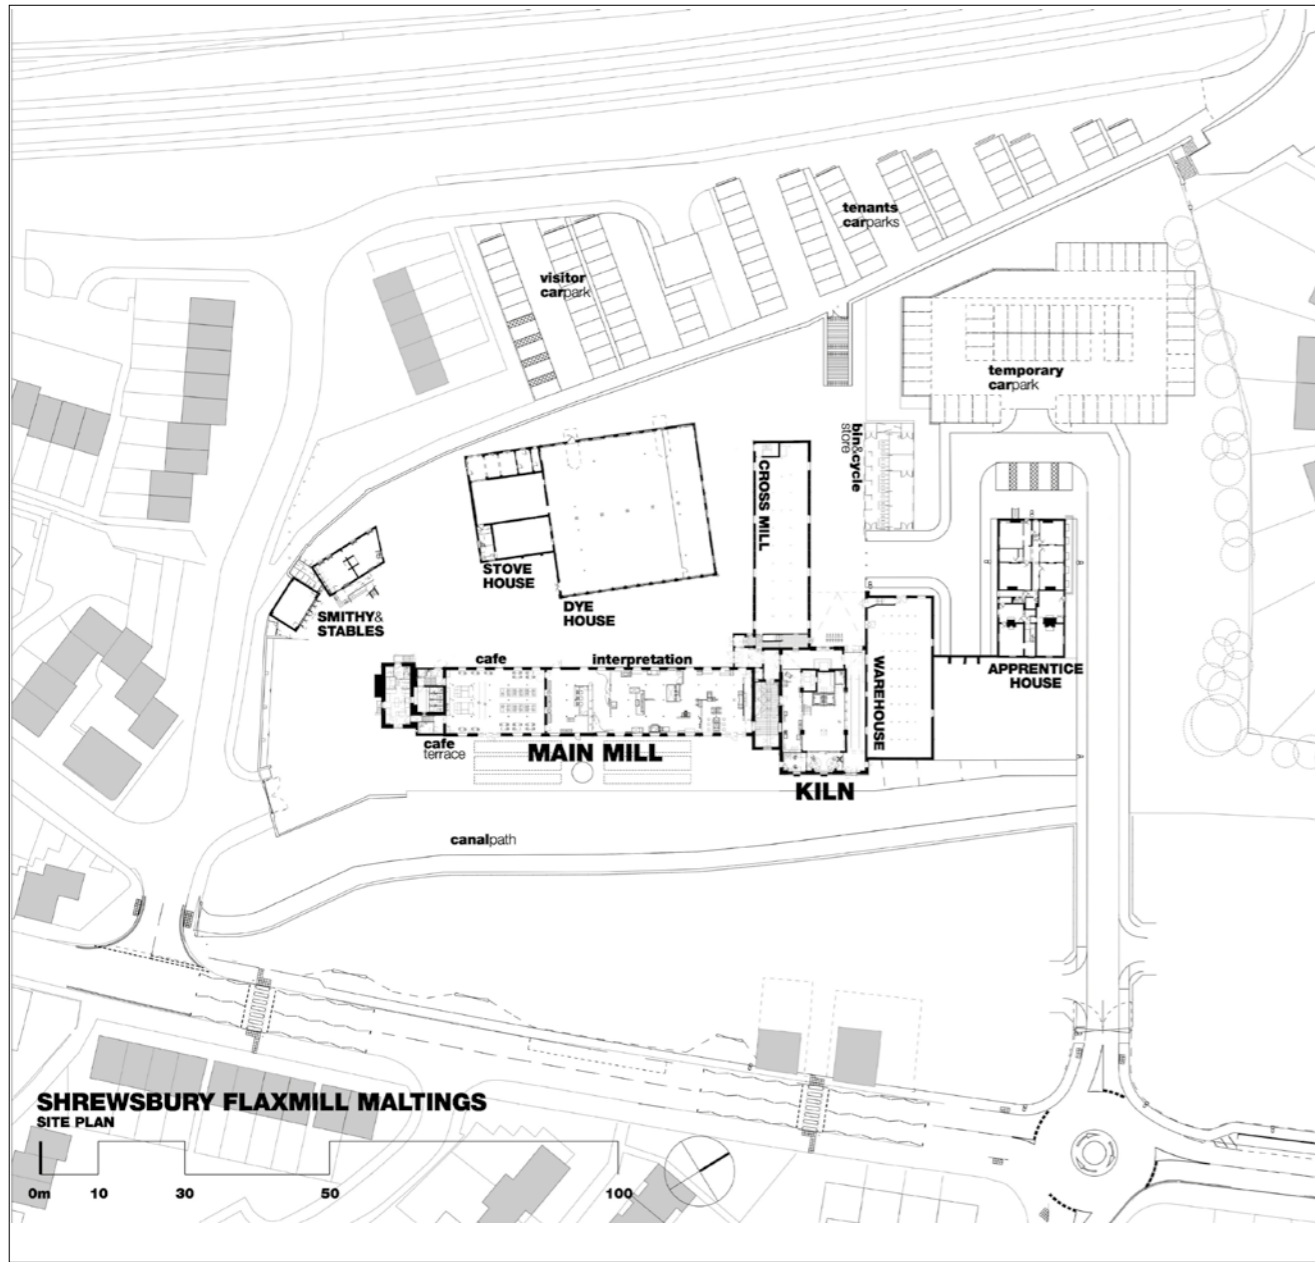 tenants
carparks
visitor
carpark
temporary
carpark
bin&cycle
store
CROSS MILL
STOVE
HOUSE
DYE
HOUSE
SMITHY&
STABLES
cafe
interpretation
WAREHOUSE
APPRENTICE
HOUSE
cafe
terrace
MAIN MILL
KILN
canalpath
SHREWSBURY FLAXMILL MALTINGS
SITE PLAN
0m 10 30 50 100